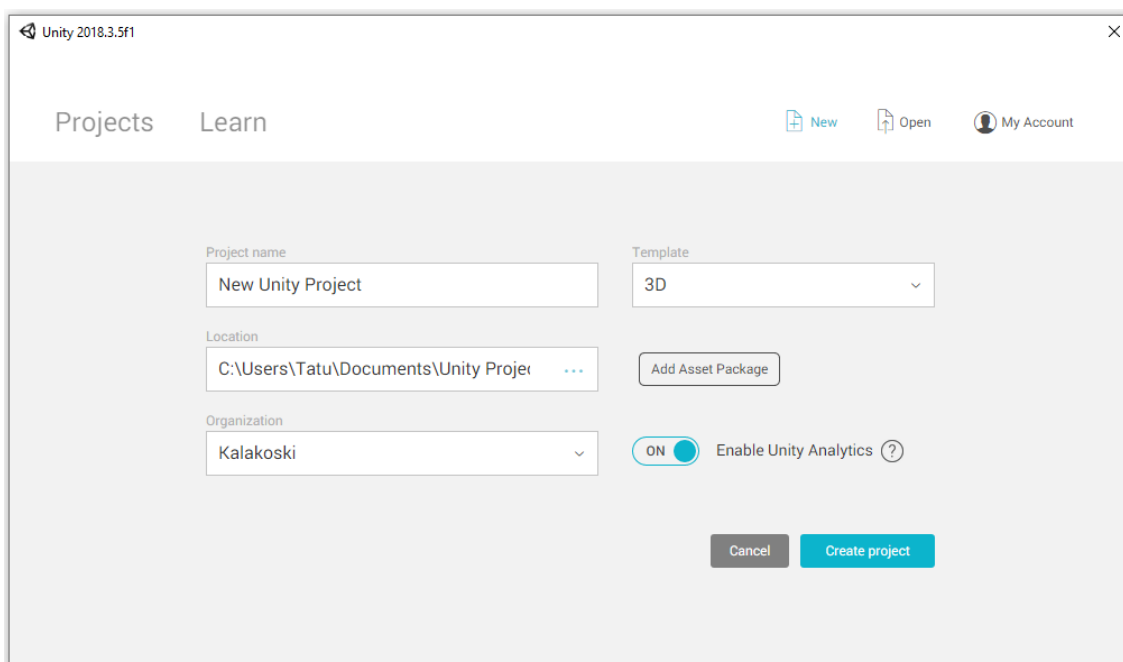 Unity 2018.3.5f1
Projects Learn New Open My Account
Project name Template
New Unity Project 3D
Location
C:\Users\Tatu\Documents\Unity ... Add Asset Package
Organization
Kalakoski ON Enable Unity Analytics ?
Cancel Create project